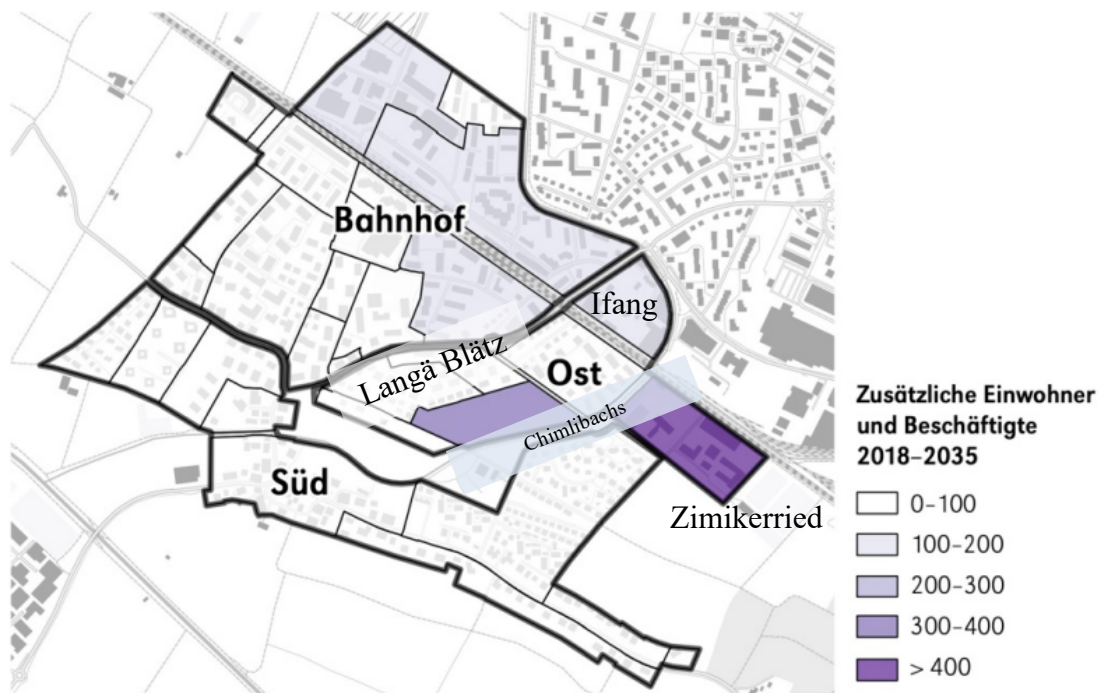 Bahnhof
Ifang
Langä Blätz
Ost
Chimlibachs
Süd
Zimikerried
Zusätzliche Einwohner
und Beschäftigte
2018–2035
0–100
100–200
200–300
300–400
> 400